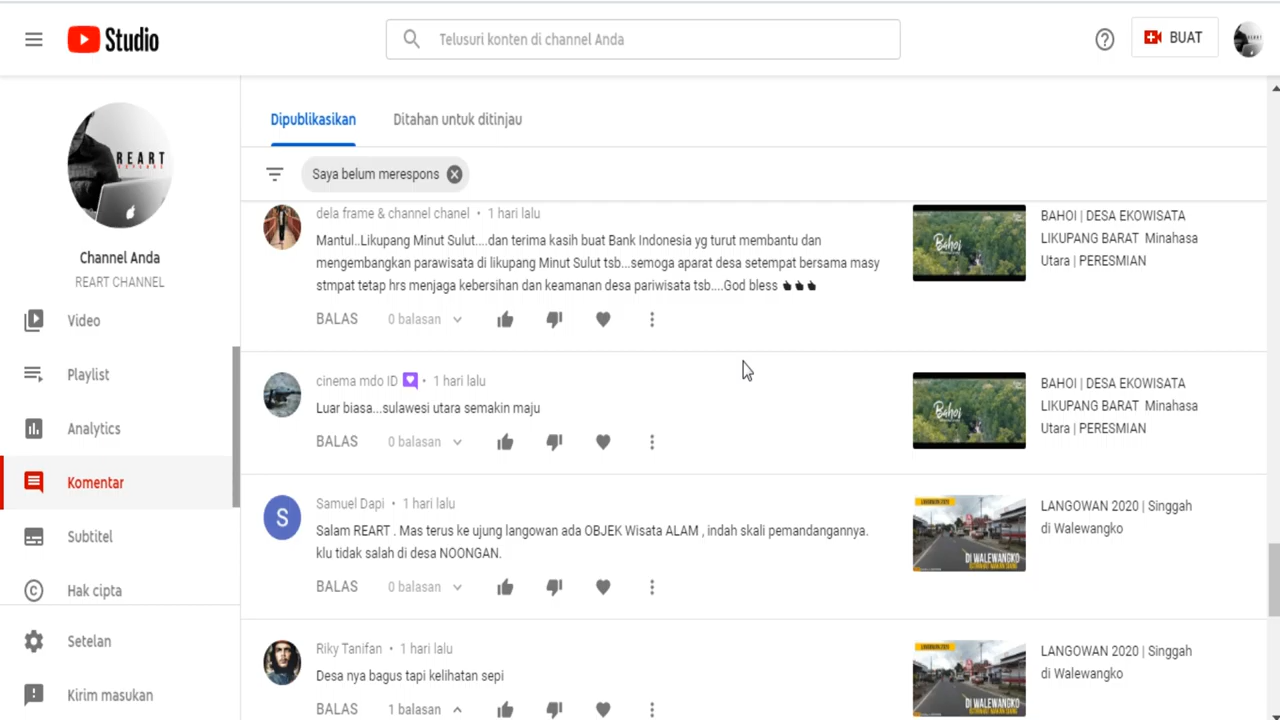 Studio
Telusuri konten di channel Anda
BUAT
REART
Channel Anda
REART CHANNEL
Video
Playlist
Analytics
Komentar
Subtitel
Hak cipta
Setelan
Kirim masukan
Dipublikasikan
Ditahan untuk ditinjau
Saya belum merespons
dela frame & channel chanel • 1 hari lalu
Mantul..Likupang Minut Sulut....dan terima kasih buat Bank Indonesia yg turut membantu dan
mengembangkan parawisata di likupang Minut Sulut tsb...semoga aparat desa setempat bersama masy
stmpat tetap hrs menjaga kebersihan dan keamanan desa pariwisata tsb....God bless
BALAS 0 balasan
Bahoi
BAHOI | DESA EKOWISATA
LIKUPANG BARAT Minahasa
Utara | PERESMIAN
cinema mdo ID • 1 hari lalu
Luar biasa...sulawesi utara semakin maju
BALAS 0 balasan
Bahoi
BAHOI | DESA EKOWISATA
LIKUPANG BARAT Minahasa
Utara | PERESMIAN
S
Samuel Dapi • 1 hari lalu
Salam REART . Mas terus ke ujung langowan ada OBJEK Wisata ALAM , indah skali pemandangannya.
klu tidak salah di desa NOONGAN.
BALAS 0 balasan
DI WALEWANGKO
LANGOWAN 2020 | Singgah
di Walewangko
Riky Tanifan • 1 hari lalu
Desa nya bagus tapi kelihatan sepi
BALAS 1 balasan
DI WALEWANGKO
LANGOWAN 2020 | Singgah
di Walewangko